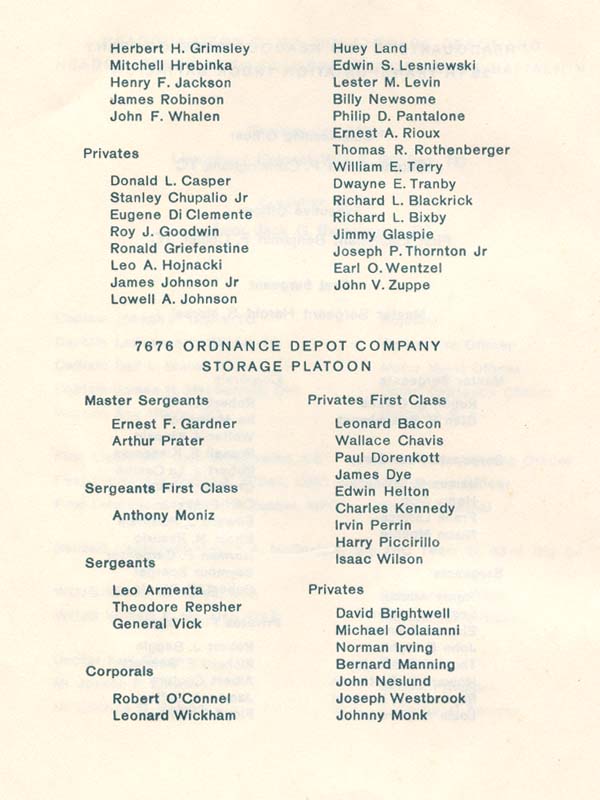 Herbert H. Grimsley
Mitchell Hrebinka
Henry F. Jackson
James Robinson
John F. Whalen
Privates
Donald L. Casper
Stanley Chupalio Jr
Eugene Di Clemente
Roy J. Goodwin
Ronald Griefenstine
Leo A. Hojnacki
James Johnson Jr
Lowell A. Johnson
Huey Land
Edwin S. Lesniewski
Lester M. Levin
Billy Newsome
Philip D. Pantalone
Ernest A. Rioux
Thomas R. Rothenberger
William E. Terry
Dwayne E. Tranby
Richard L. Blackrick
Richard L. Bixby
Jimmy Glaspie
Joseph P. Thornton Jr
Earl O. Wentzel
John V. Zuppe
7676 ORDNANCE DEPOT COMPANY
STORAGE PLATOON
Master Sergeants
Ernest F. Gardner
Arthur Prater
Sergeants First Class
Anthony Moniz
Sergeants
Leo Armenta
Theodore Repsher
General Vick
Corporals
Robert O'Connel
Leonard Wickham
Privates First Class
Leonard Bacon
Wallace Chavis
Paul Dorenkott
James Dye
Edwin Helton
Charles Kennedy
Irvin Perrin
Harry Piccirillo
Isaac Wilson
Privates
David Brightwell
Michael Colaianni
Norman Irving
Bernard Manning
John Neslund
Joseph Westbrook
Johnny Monk